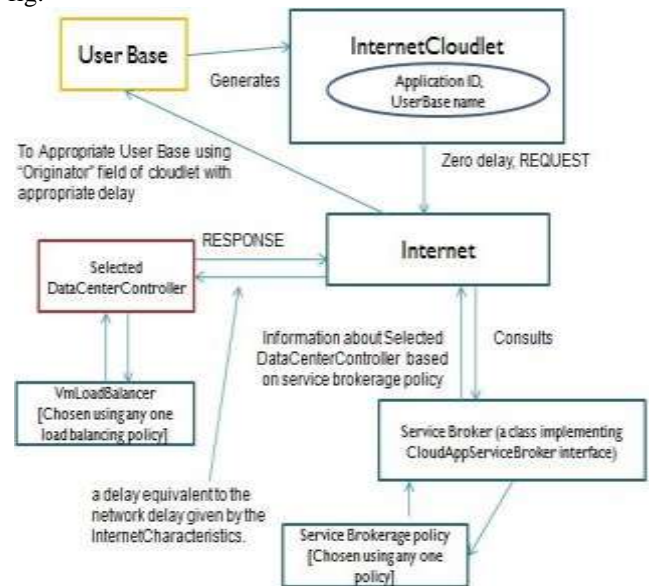 fig.
User Base
Generates
InternetCloudlet
Application ID,
UserBase name
To Appropriate User Base using
"Originator" field of cloudlet with
appropriate delay
Zero delay, REQUEST
RESPONSE
Internet
Selected
DataCenterController
Information about Selected
DataCenterController based
on service brokerage policy
Consults
VmLoadBalancer
[Chosen using any one
load balancing policy]
Service Broker (a class implementing
CloudAppServiceBroker interface)
a delay equivalent to the
network delay given by the
InternetCharacteristics.
Service Brokerage policy
[Chosen using any one
policy]